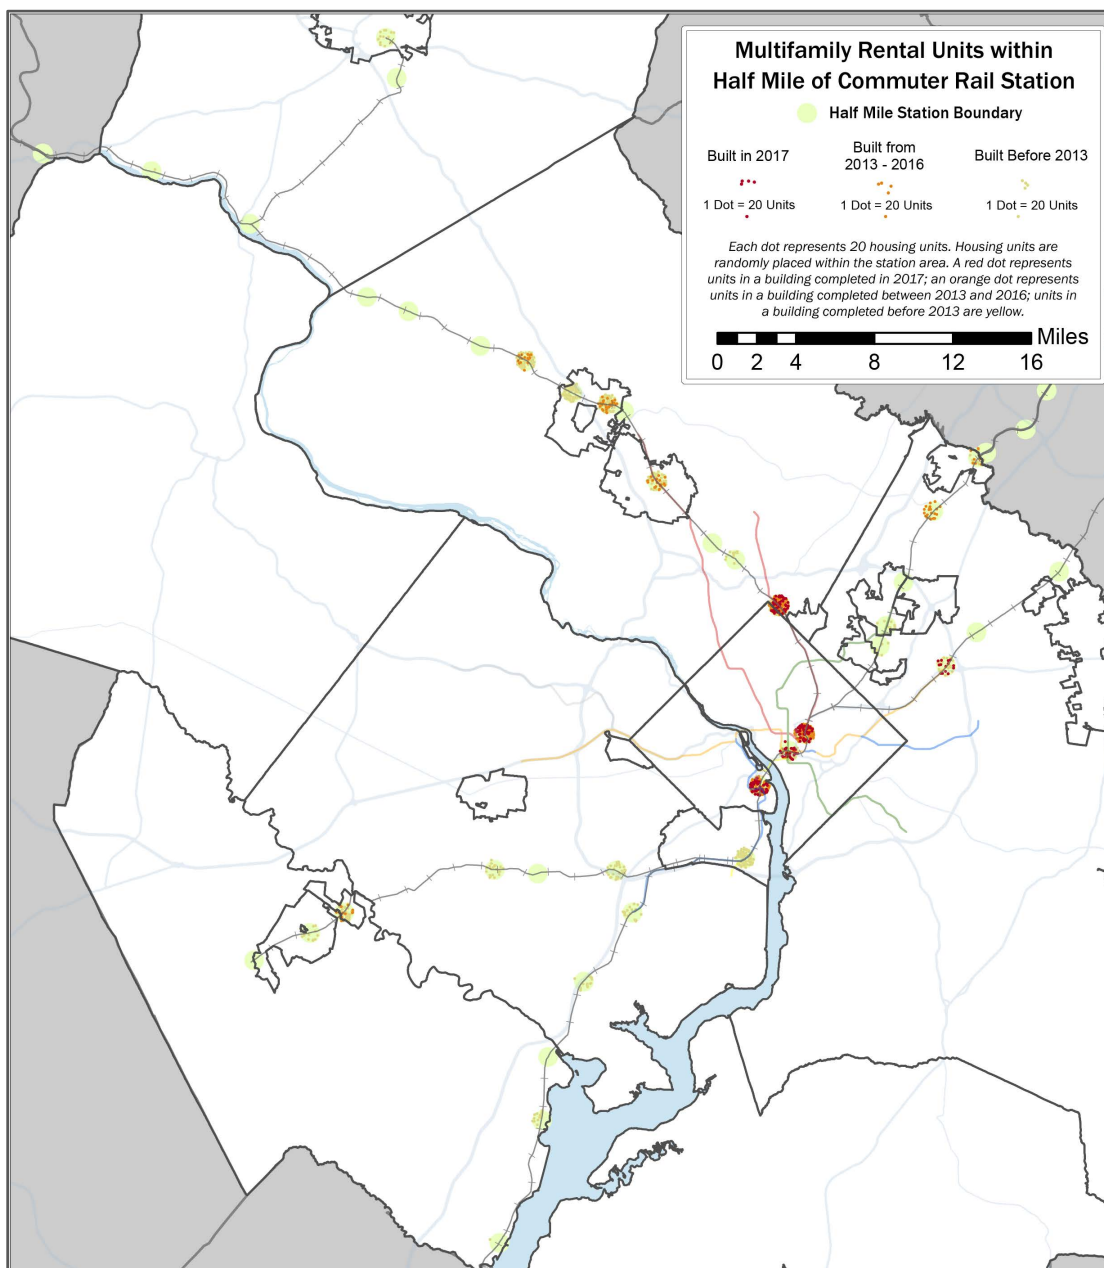 Multifamily Rental Units within
Half Mile of Commuter Rail Station
Half Mile Station Boundary
Built in 2017
1 Dot = 20 Units
Built from
2013 - 2016
1 Dot = 20 Units
Built Before 2013
1 Dot = 20 Units
Each dot represents 20 housing units. Housing units are
randomly placed within the station area. A red dot represents
units in a building completed in 2017; an orange dot represents
units in a building completed between 2013 and 2016; units in
a building completed before 2013 are yellow.
Miles
0 2 4 8 12 16